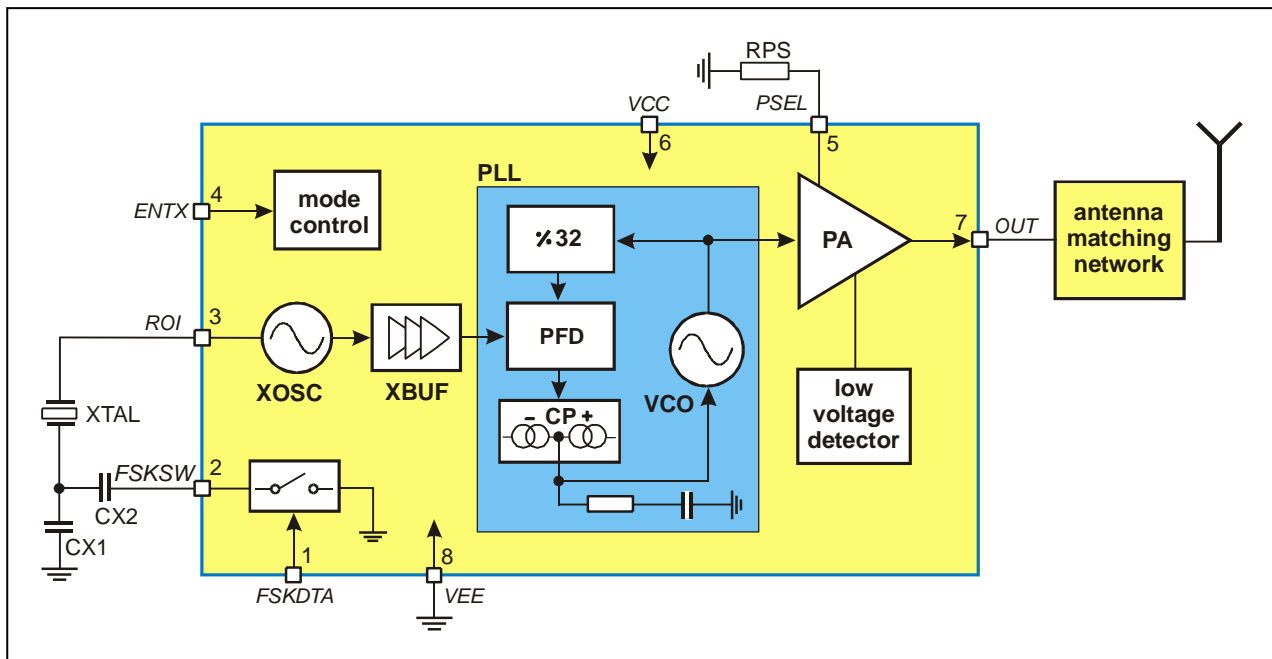 RPS
VCC
PSEL
6
5
PLL
4
ENTX
mode
control
٪32
PA
7
OUT
antenna
matching
network
3
ROI
XOSC
XBUF
PFD
VCO
low
voltage
detector
XTAL
- CP +
FSKSW
2
CX2
CX1
1
8
FSKDTA
VEE